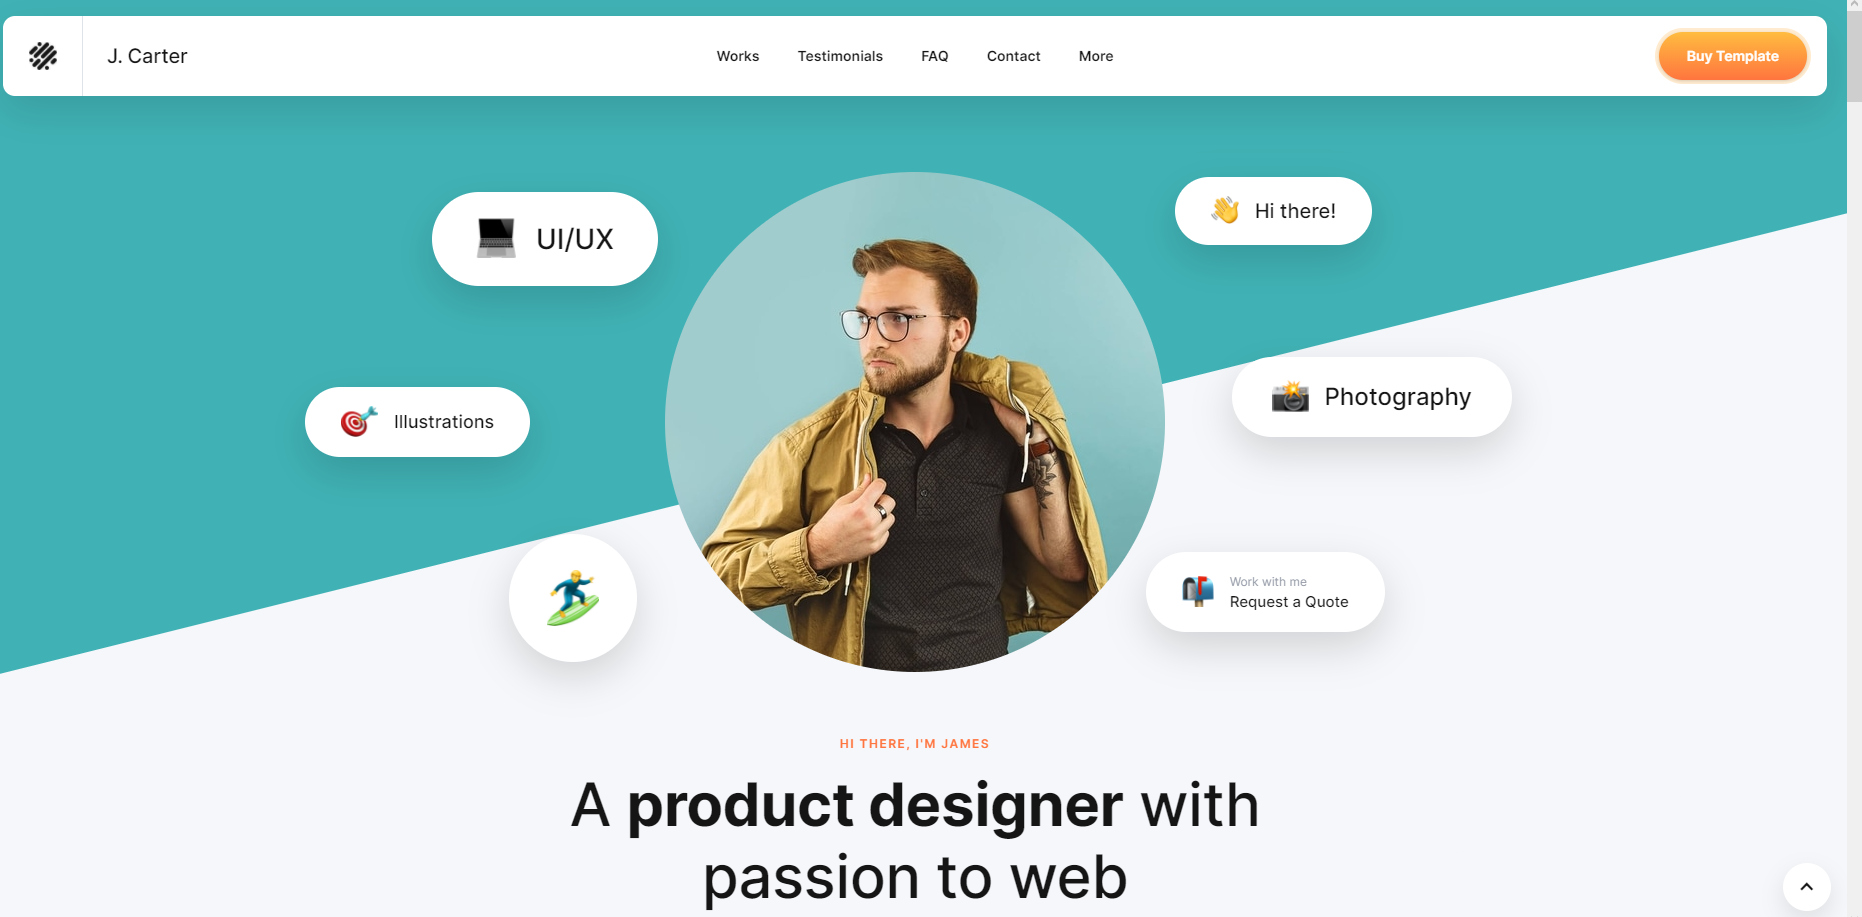 J. Carter
Works
Testimonials
FAQ
Contact
More
Buy Template
UI/UX
Hi there!
Illustrations
Photography
Work with me
Request a Quote
HI THERE, I'M JAMES
A product designer with
passion to web